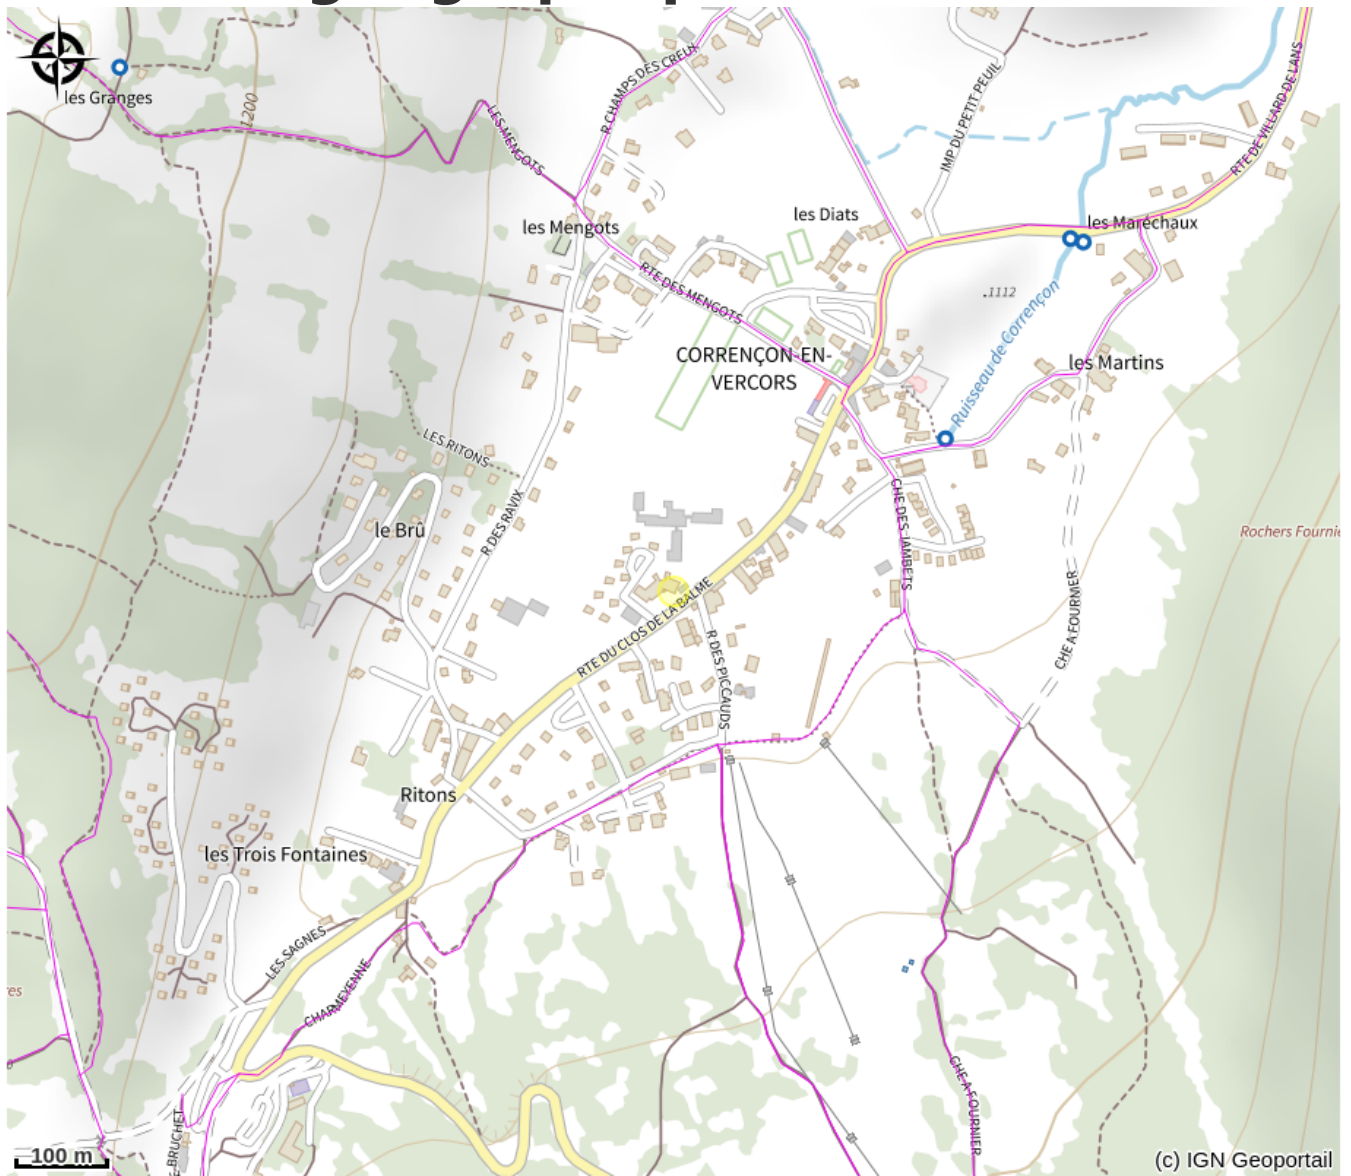 les Granges
1200
LES MENGOTS
R CHAMPS DES CREUX
IMP DU PETIT PEUIL
RTE DE VILLARD DE LANS
les Mengots
les Diats
les Maréchaux
RTE DES MENGOTS
.1112
CORRENÇON-EN-
VERCORS
Ruisseau de Corrençon
les Martins
LES RITONS
R DES RAVIX
le Brû
CHE DES JAMBETS
Rochers Fournie
CHE A FOURNIER
RTE DU CLOS DE LA BALME
R DES PICCAUDS
Ritons
les Trois Fontaines
LES SAGNES
CHARMEYENNE
res
CHE A FOURNIER
E BRUCHET
100 m
(c) IGN Geoportail